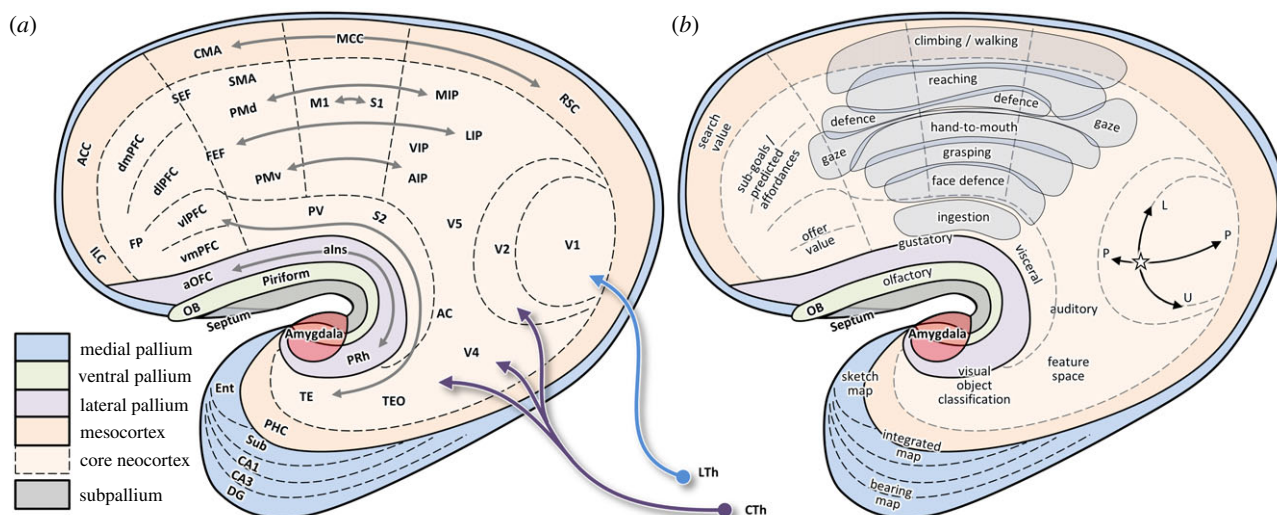 (a)
CMA
MCC
SEF
SMA
PMd
M1
S1
MIP
RSC
ACC
dmPFC
dlPFC
FEF
LIP
VIP
PMv
AIP
vlPFC
PV
S2
V5
FP
vmPFC
V2
V1
ILC
aOFC
aIns
OB
Piriform
Septum
AC
Amygdala
PRh
V4
Ent
TE
TEO
PHC
Sub
CA1
CA3
DG
LTh
CTh
medial pallium
ventral pallium
lateral pallium
mesocortex
core neocortex
subpallium
(b)
climbing / walking
reaching
defence
defence
hand-to-mouth
gaze
gaze
grasping
face defence
ingestion
search
value
sub-goals/
predicted
affordances
offer
value
gustatory
visceral
olfactory
OB
Septum
Amygdala
auditory
L
P
P
U
feature
space
visual
object
classification
sketch
map
integrated
map
bearing
map